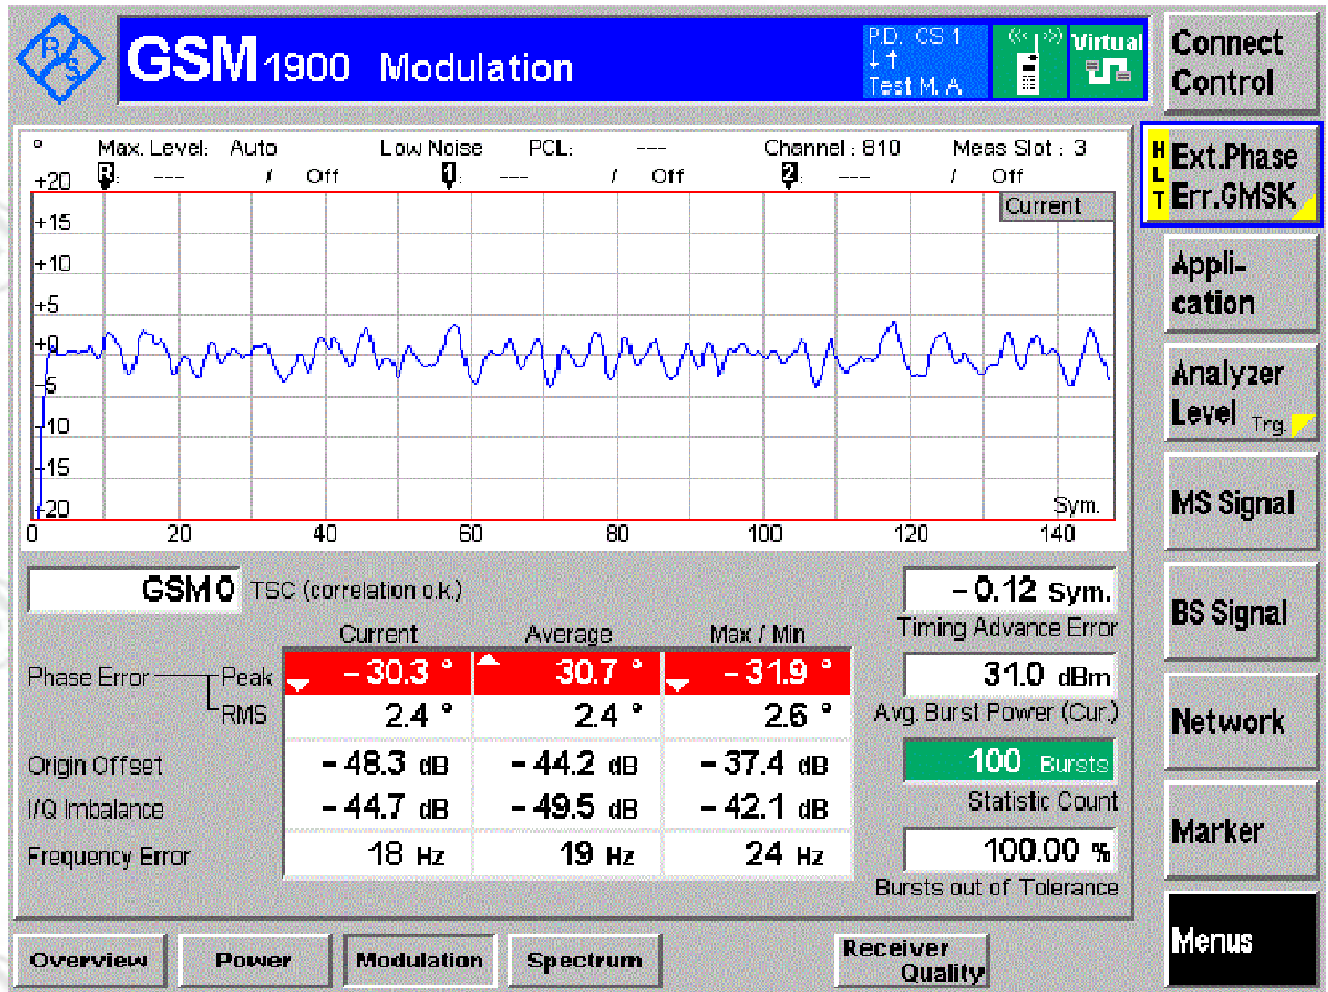 R&S
GSM 1900 Modulation
P.D. CS 1
Test M. A.
Virtual
Connect Control
° Max. Level: Auto Low Noise PCL: --- Channel : 810 Meas Slot : 3
R: --- / Off 1: --- / Off 2: --- / Off
HLT
Ext.Phase Err.GMSK
Current
+20
+15
+10
+5
+0
-5
-10
-15
-20
Sym.
0 20 40 60 80 100 120 140
Appli-
cation
Analyzer
Level Trg.
MS Signal
BS Signal
Network
Marker
Menus
GSM 0 TSC (correlation o.k.)
- 0.12 Sym.
Timing Advance Error
Current Average Max / Min
Phase Error Peak - 30.3 ° 30.7 ° - 31.9 °
RMS 2.4 ° 2.4 ° 2.6 °
31.0 dBm
Avg. Burst Power (Cur.)
Origin Offset - 48.3 dB - 44.2 dB - 37.4 dB
I/Q Imbalance - 44.7 dB - 49.5 dB - 42.1 dB
Frequency Error 18 Hz 19 Hz 24 Hz
100 Bursts
Statistic Count
100.00 %
Bursts out of Tolerance
Overview Power Modulation Spectrum Receiver Quality